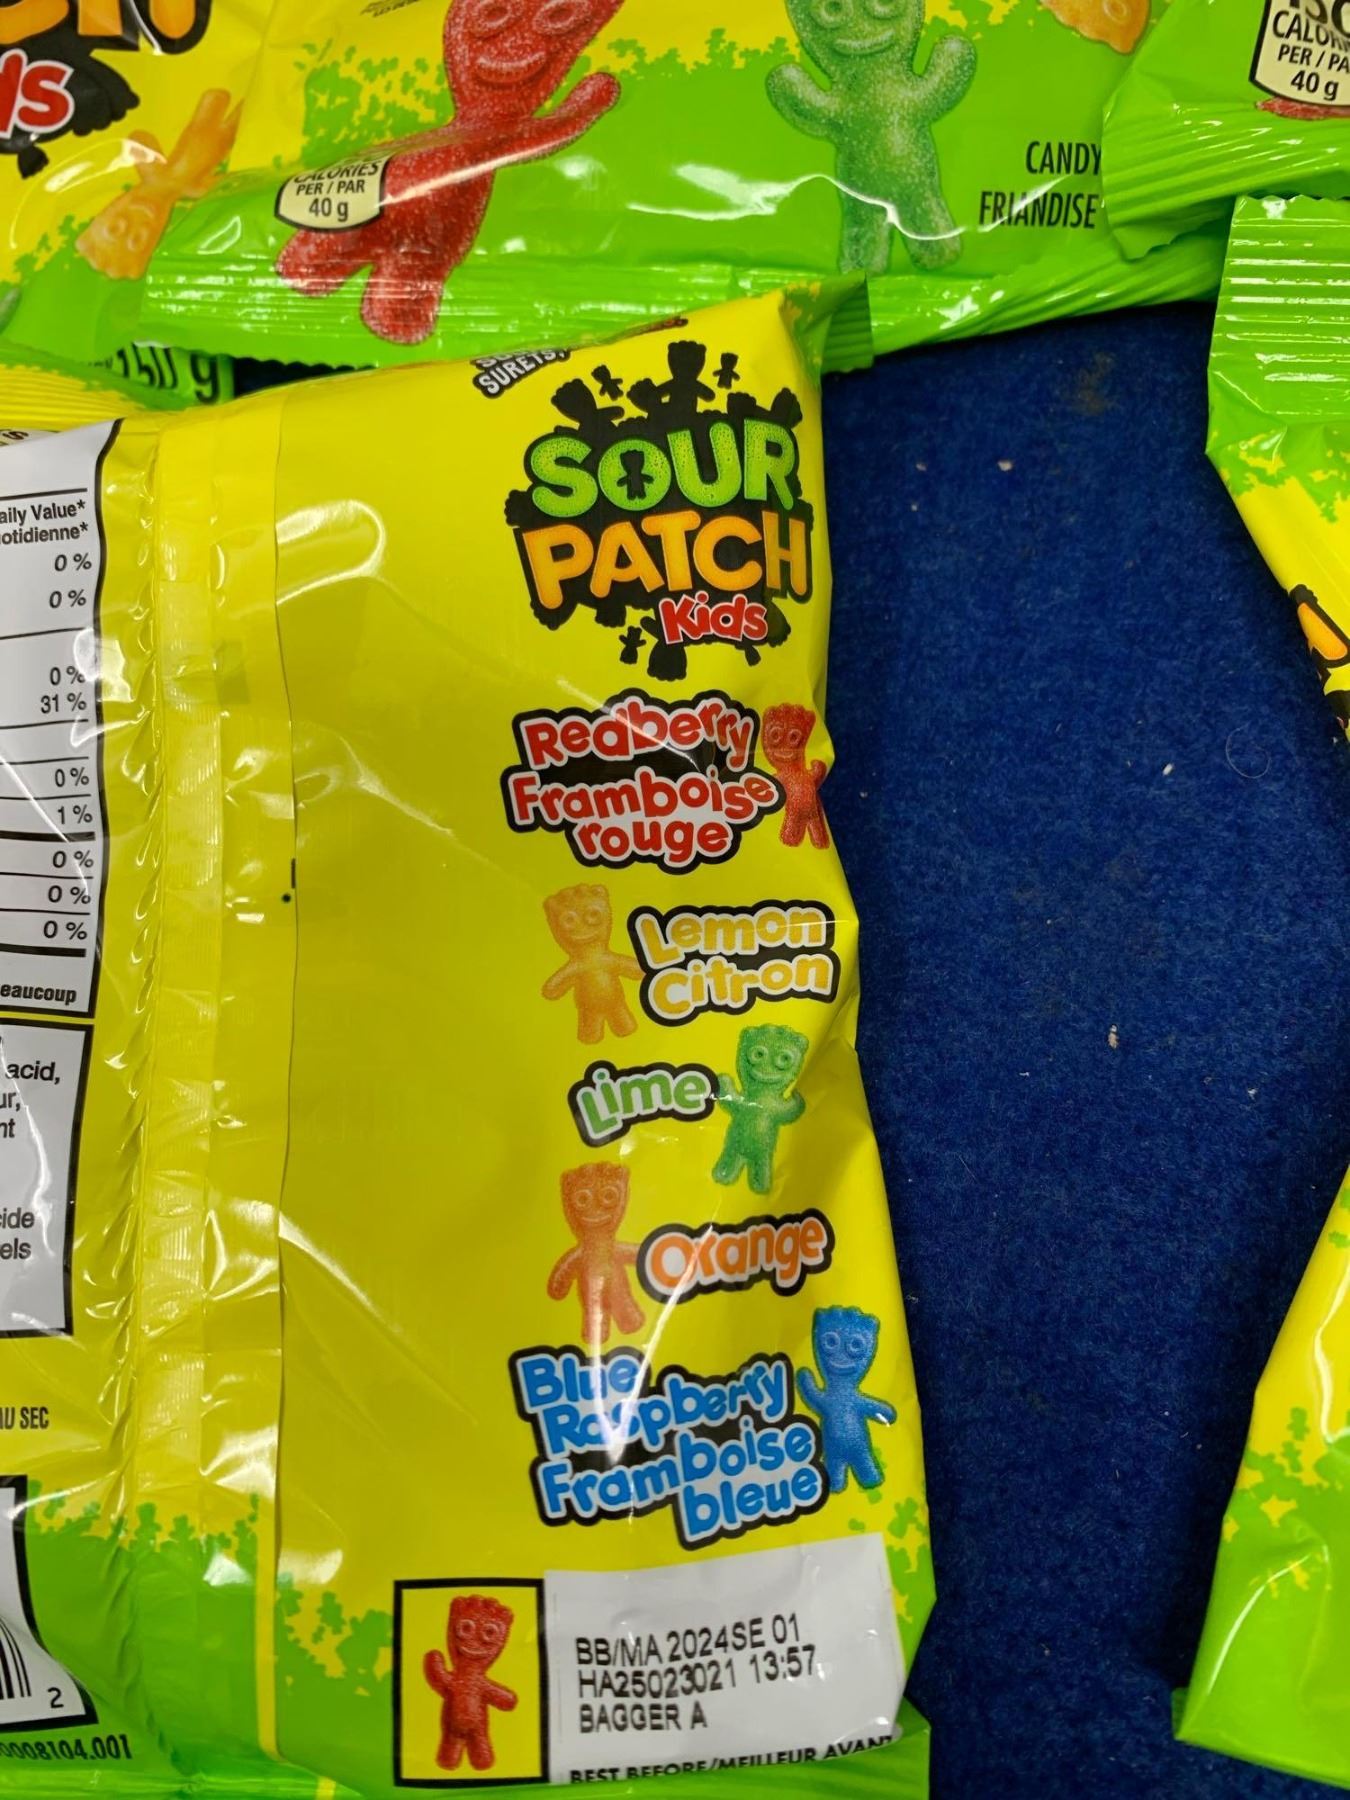 Kids
CALORIES
PER / PAR
40 g
CANDY
FRIANDISE
PER / PA
40 g
150 g
SURETS!
SOUR
PATCH
Kids
Redberry
Framboise
rouge
Lemon
Citron
Lime
Orange
Blue
Raspberry
Framboise
bleue
BB/MA 2024SE 01
HA25023021 13:57
BAGGER A
BEST BEFORE/MEILLEUR AVANT
aily Value*
otidienne*
0 %
0 %
0 %
31 %
0 %
1 %
0 %
0 %
0 %
eaucoup
acid,
ur,
nt
cide
els
AU SEC
2
0008104.001